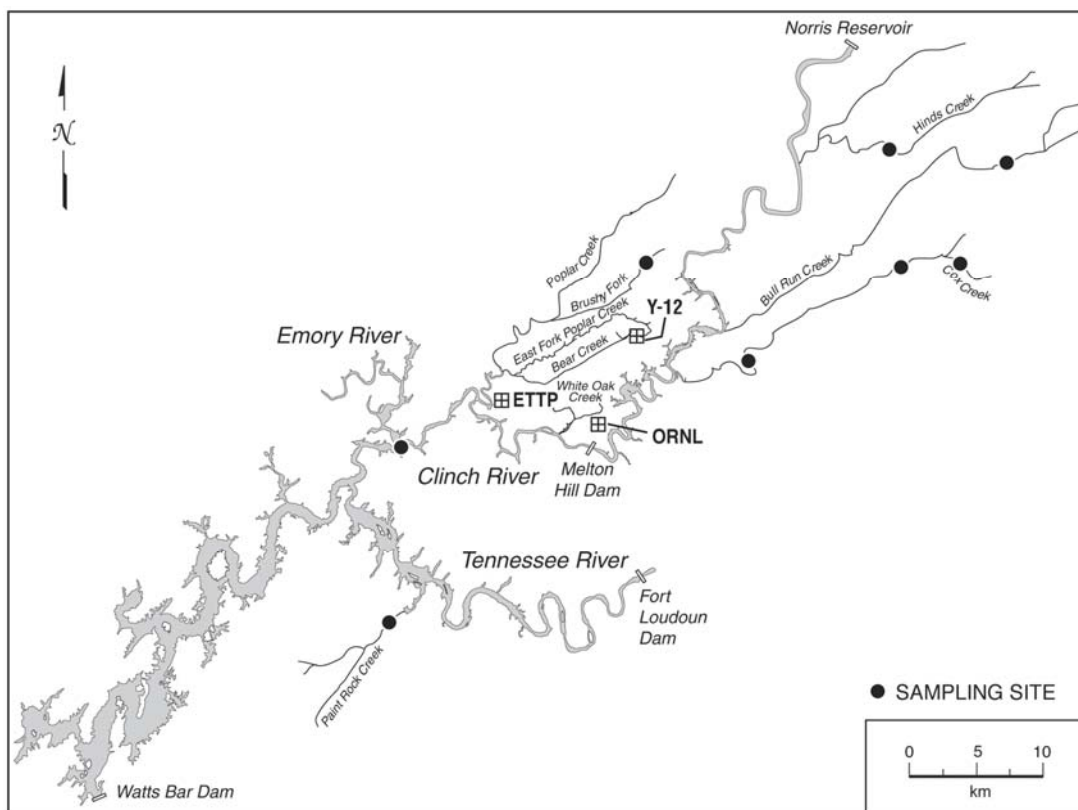 Norris Reservoir
N
Hinds Creek
Poplar Creek
Brushy Fork
Bull Run Creek
Cox Creek
Y-12
East Fork Poplar Creek
Emory River
Bear Creek
White Oak
Creek
ETTP
ORNL
Clinch River
Melton
Hill Dam
Tennessee River
Fort
Loudoun
Dam
Paint Rock Creek
SAMPLING SITE
0 5 10
km
Watts Bar Dam